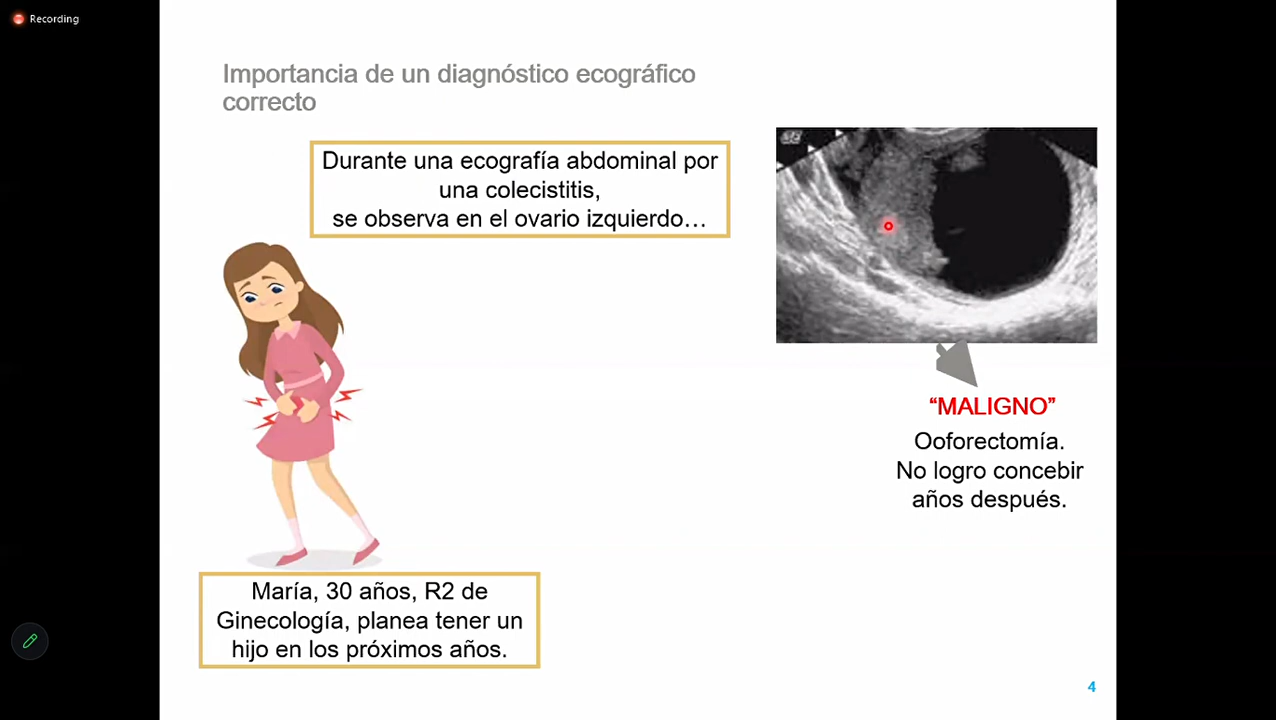 Recording
Importancia de un diagnóstico ecográfico
correcto
Durante una ecografía abdominal por
una colecistitis,
se observa en el ovario izquierdo…
“MALIGNO”
Ooforectomía.
No logro concebir
años después.
María, 30 años, R2 de
Ginecología, planea tener un
hijo en los próximos años.
4